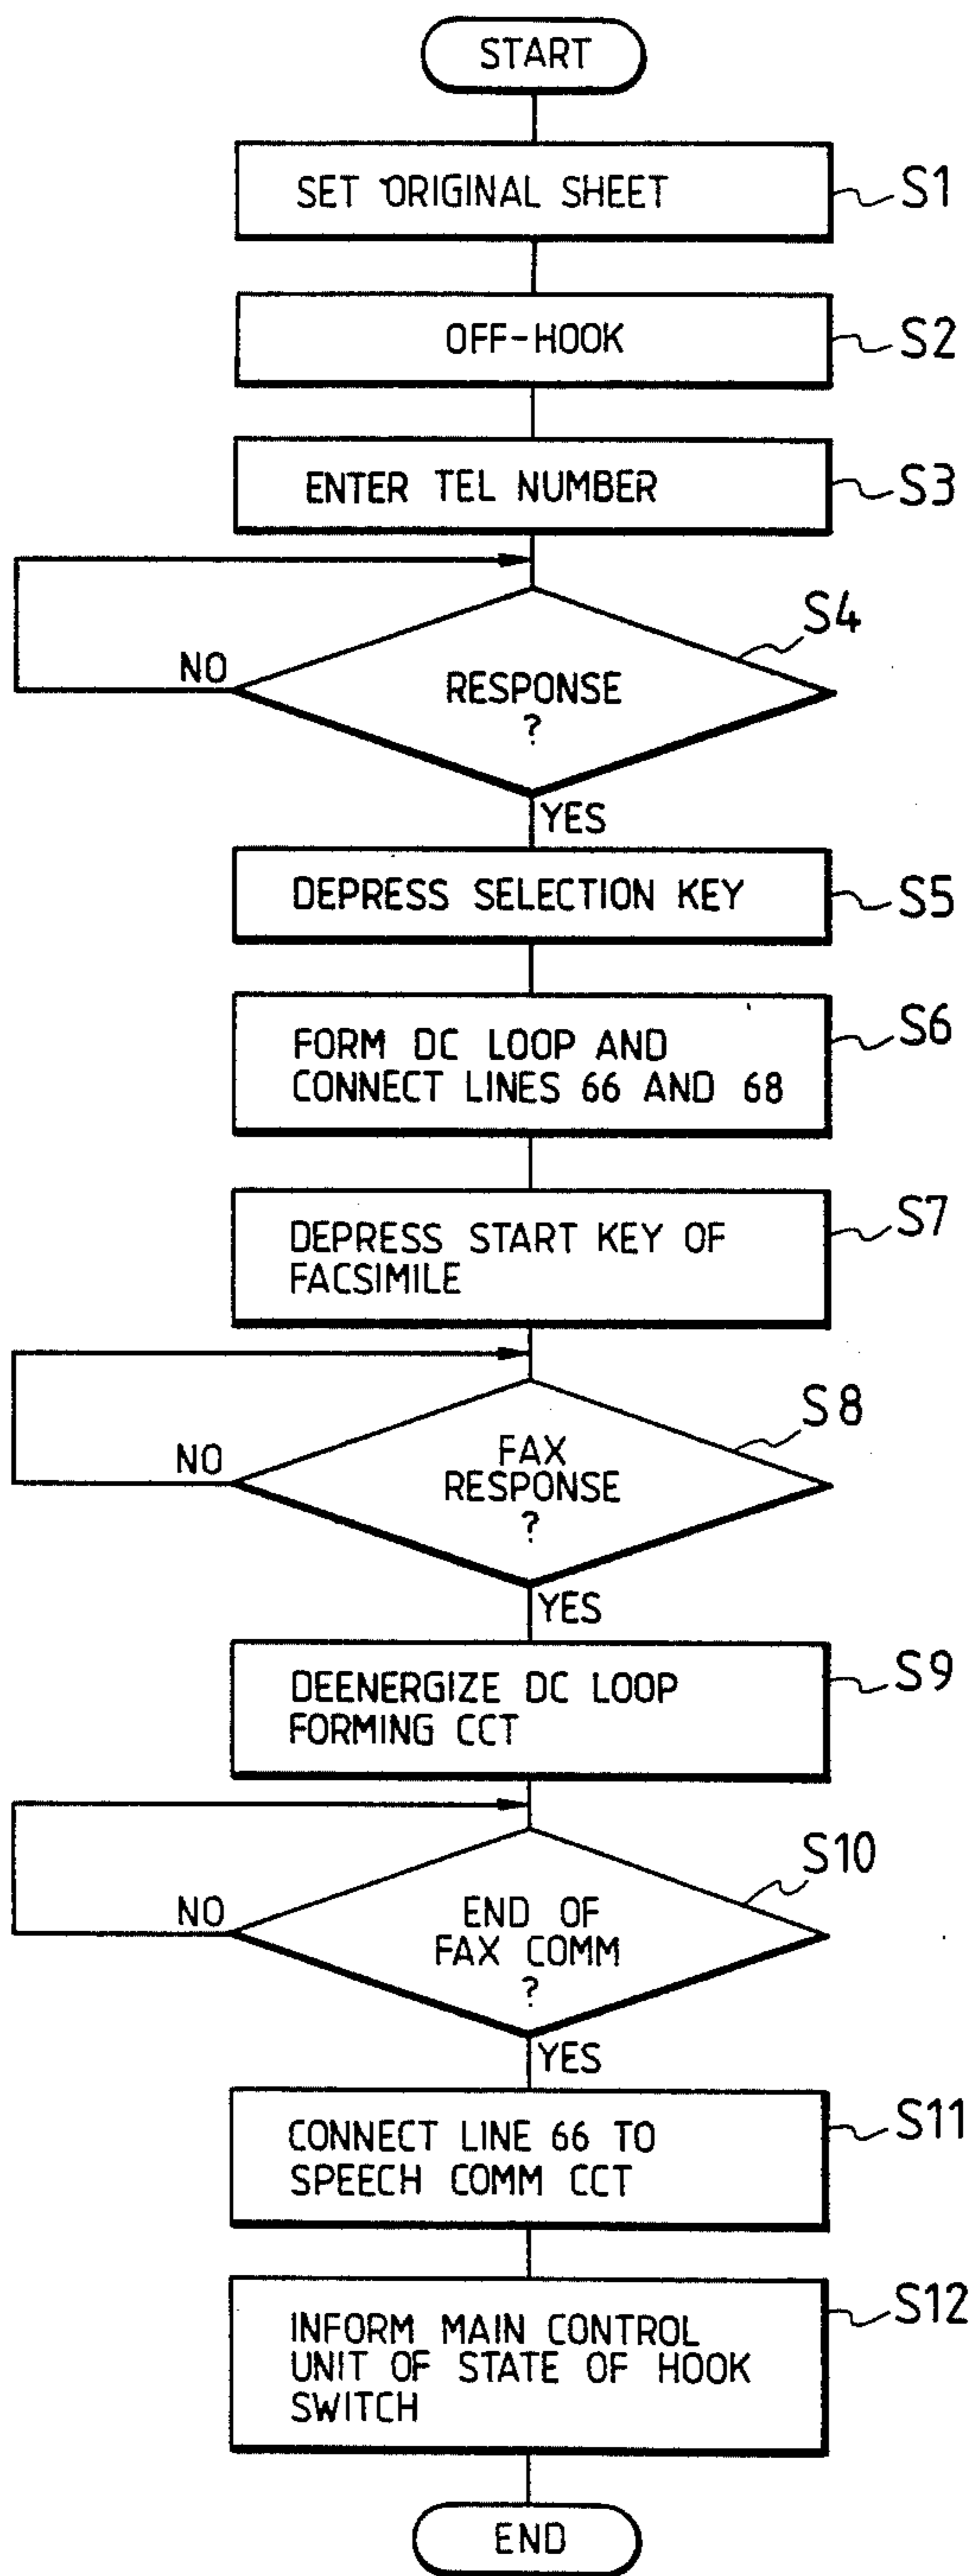 START
SET ORIGINAL SHEET
S1
OFF-HOOK
S2
ENTER TEL NUMBER
S3
S4
NO
RESPONSE
?
YES
DEPRESS SELECTION KEY
S5
FORM DC LOOP AND
CONNECT LINES 66 AND 68
S6
DEPRESS START KEY OF
FACSIMILE
S7
S8
NO
FAX
RESPONSE
?
YES
DEENERGIZE DC LOOP
FORMING CCT
S9
S10
NO
END OF
FAX COMM
?
YES
CONNECT LINE 66 TO
SPEECH COMM CCT
S11
INFORM MAIN CONTROL
UNIT OF STATE OF HOOK
SWITCH
S12
END